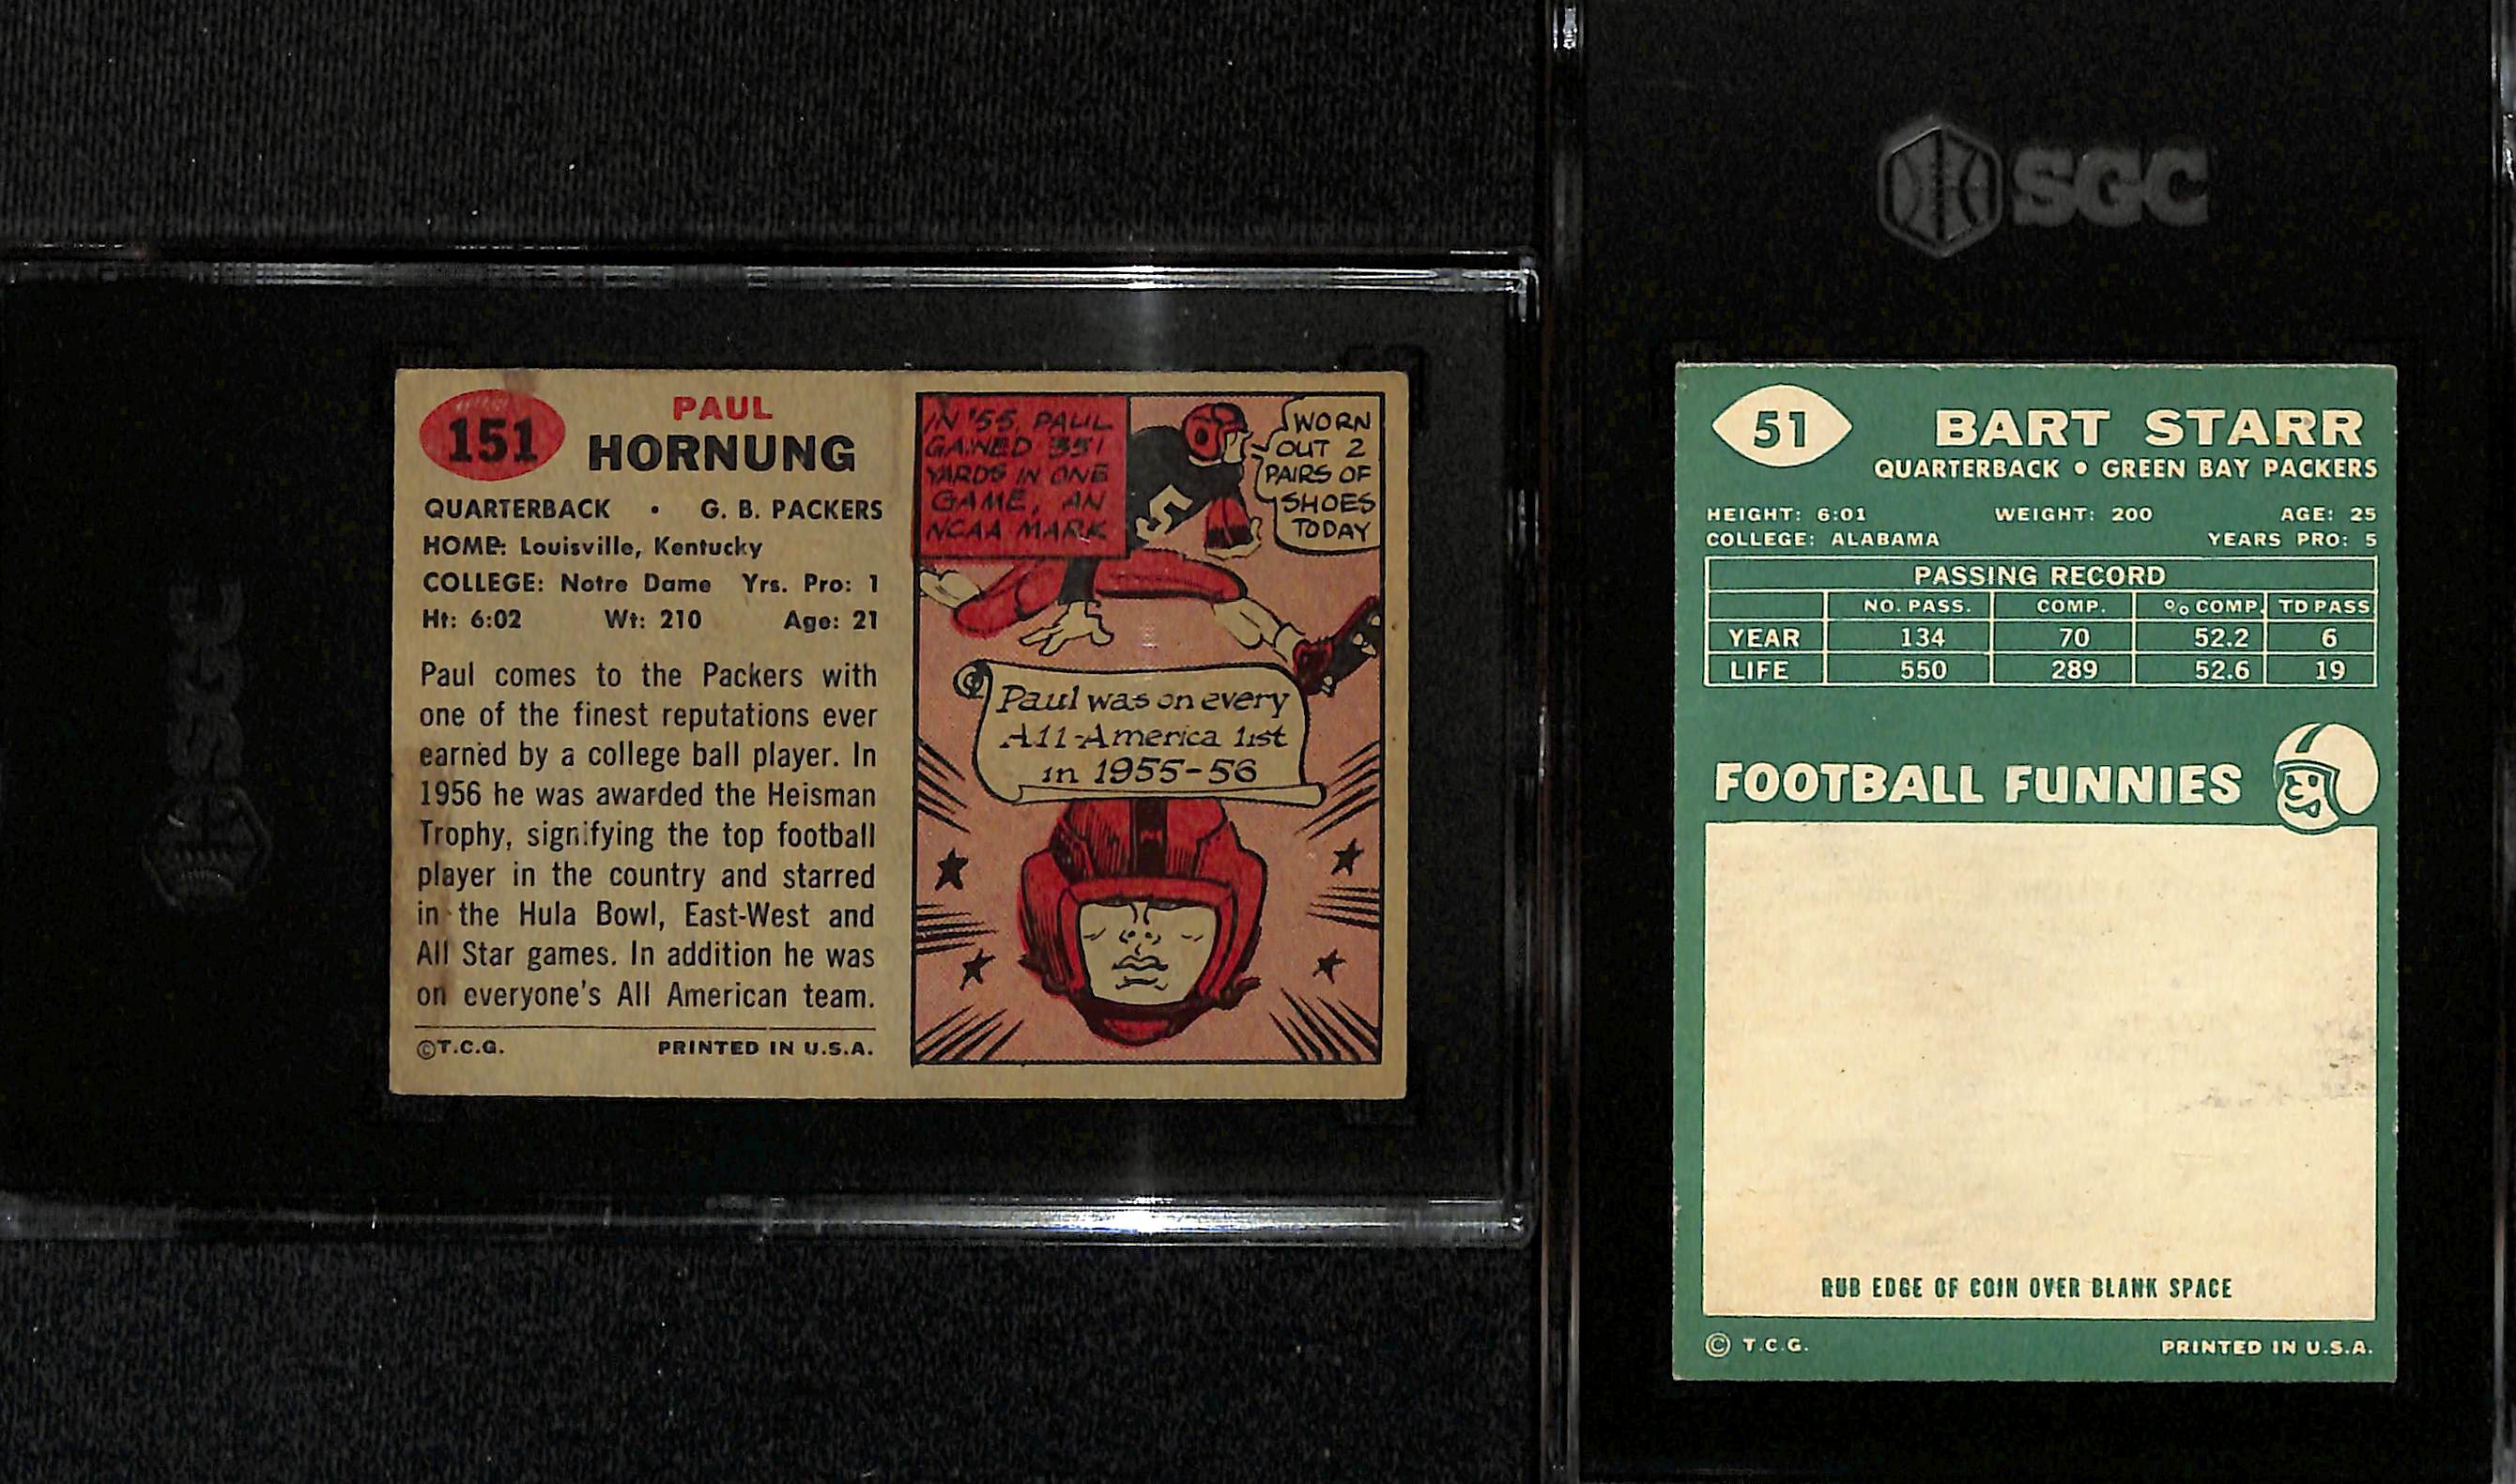 151
PAUL
HORNUNG
QUARTERBACK • G. B. PACKERS
HOME: Louisville, Kentucky
COLLEGE: Notre Dame Yrs. Pro: 1
Ht: 6:02 Wt: 210 Age: 21
Paul comes to the Packers with
one of the finest reputations ever
earned by a college ball player. In
1956 he was awarded the Heisman
Trophy, signifying the top football
player in the country and starred
in the Hula Bowl, East-West and
All Star games. In addition he was
on everyone's All American team.
©T.C.G. PRINTED IN U.S.A.
IN '55, PAUL
GAINED 351
YARDS IN ONE
GAME, AN
NCAA MARK
WORN
OUT 2
PAIRS OF
SHOES
TODAY
5
Paul was on every
All-America list
in 1955-56
SGC
SGC
51
BART STARR
QUARTERBACK • GREEN BAY PACKERS
HEIGHT: 6:01 WEIGHT: 200 AGE: 25
COLLEGE: ALABAMA YEARS PRO: 5
PASSING RECORD
NO. PASS. COMP. % COMP. TD PASS
YEAR 134 70 52.2 6
LIFE 550 289 52.6 19
FOOTBALL FUNNIES
RUB EDGE OF COIN OVER BLANK SPACE
© T.C.G. PRINTED IN U.S.A.